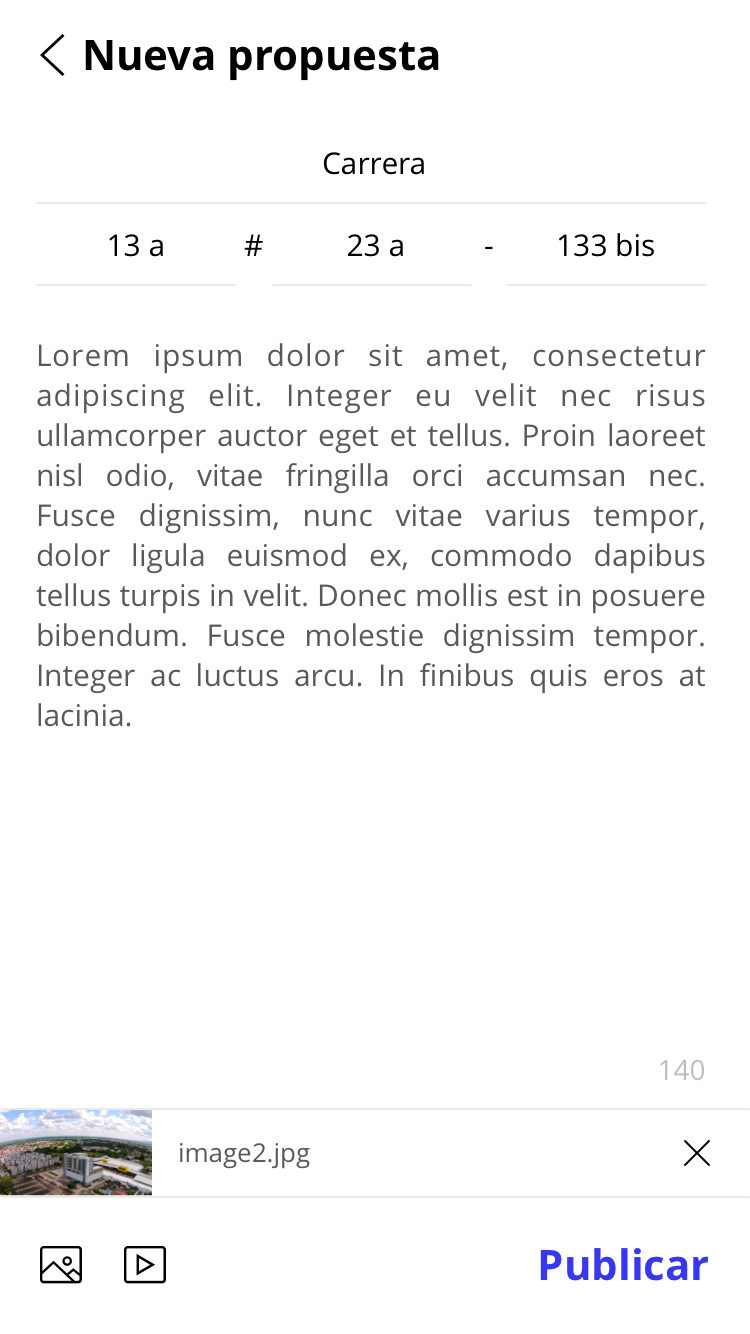 Nueva propuesta
Carrera
13 a # 23 a - 133 bis
Lorem ipsum dolor sit amet, consectetur
adipiscing elit. Integer eu velit nec risus
ullamcorper auctor eget et tellus. Proin laoreet
nisl odio, vitae fringilla orci accumsan nec.
Fusce dignissim, nunc vitae varius tempor,
dolor ligula euismod ex, commodo dapibus
tellus turpis in velit. Donec mollis est in posuere
bibendum. Fusce molestie dignissim tempor.
Integer ac luctus arcu. In finibus quis eros at
lacinia.
140
image2.jpg
Publicar